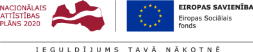 NACIONĀLAIS
ATTĪSTĪBAS
PLĀNS 2020
EIROPAS SAVIENĪBA
Eiropas Sociālais
fonds
IEGULDĪJUMS TAVĀ NĀKOTNĒ